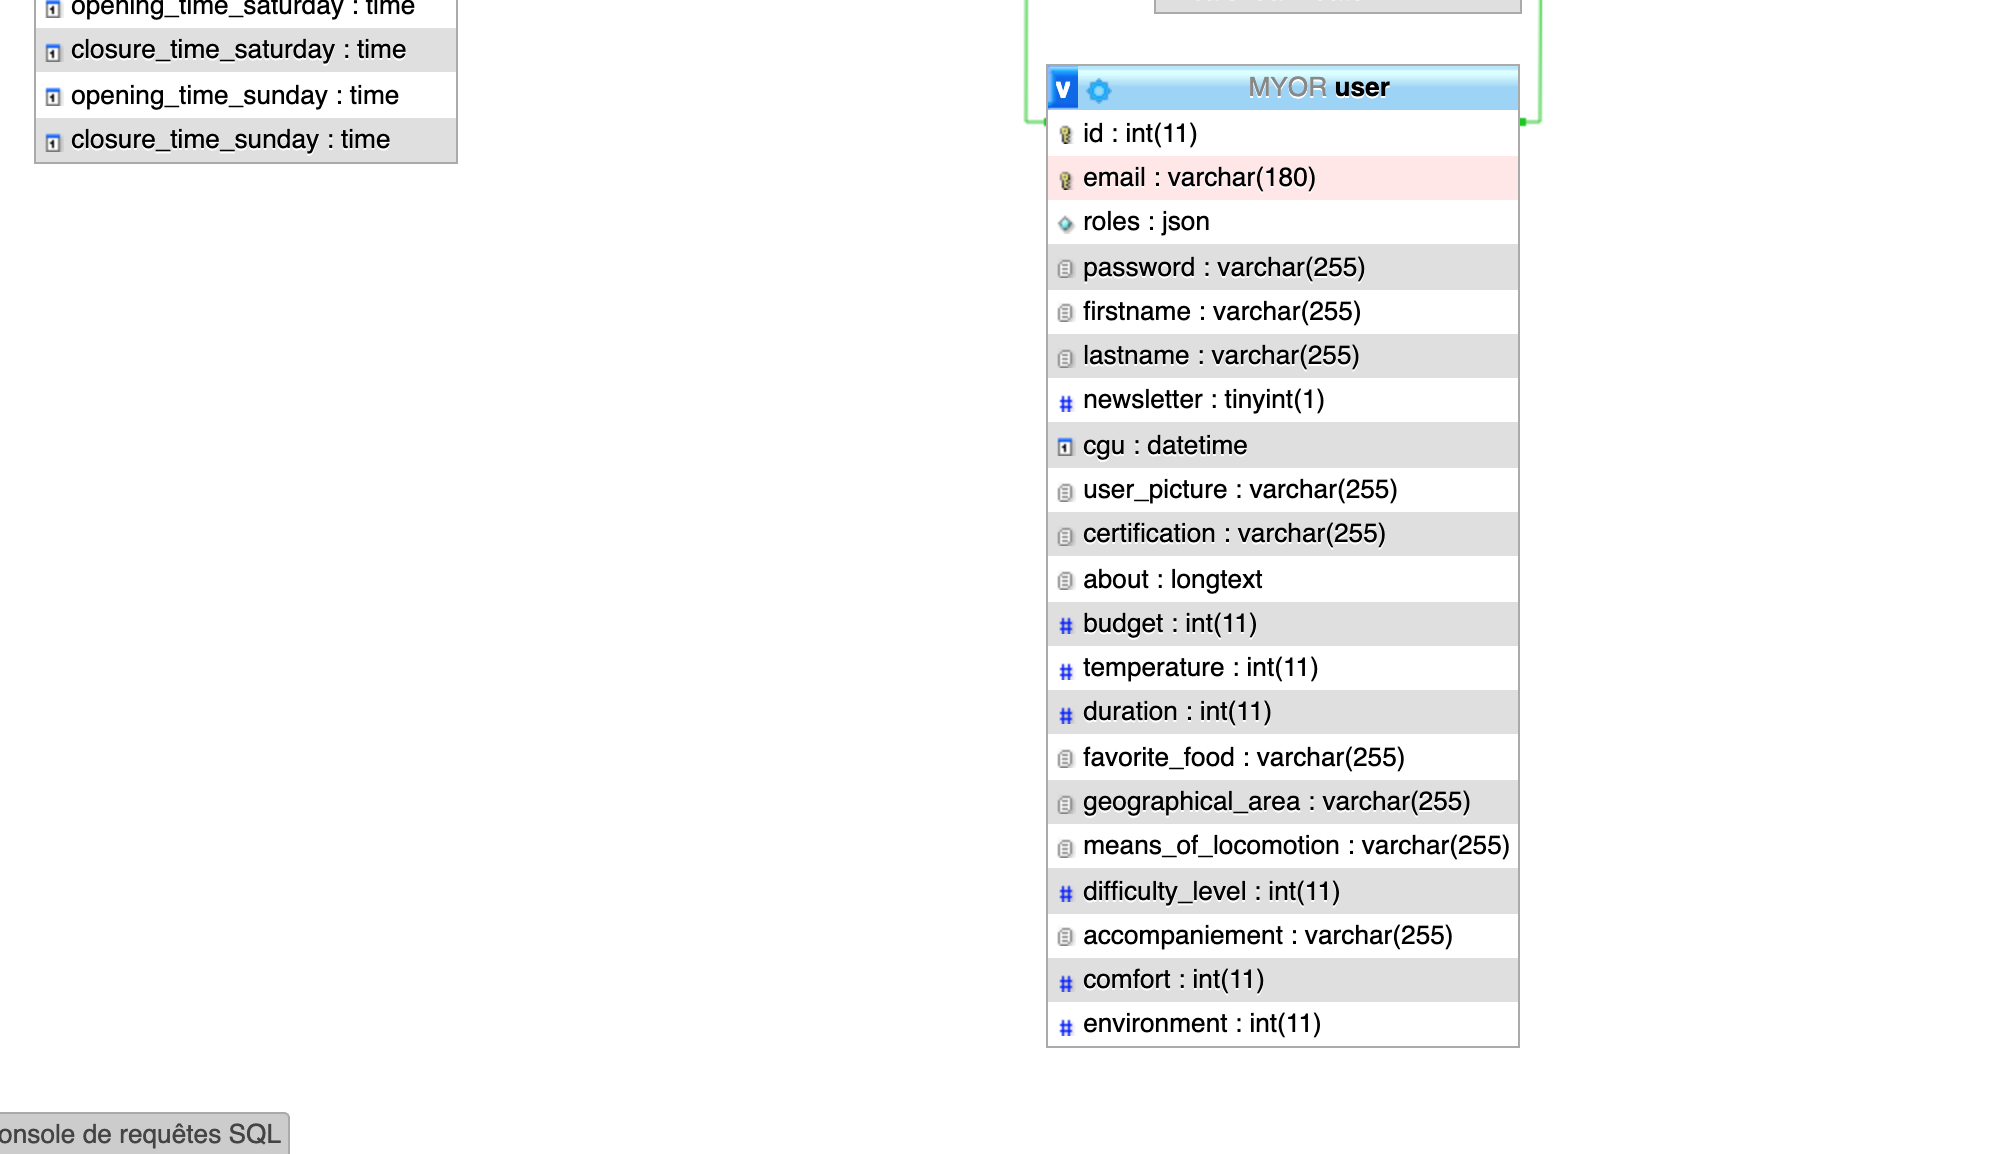 opening_time_saturday : time
closure_time_saturday : time
opening_time_sunday : time
closure_time_sunday : time
v MYOR user
id : int(11)
email : varchar(180)
roles : json
password : varchar(255)
firstname : varchar(255)
lastname : varchar(255)
newsletter : tinyint(1)
cgu : datetime
user_picture : varchar(255)
certification : varchar(255)
about : longtext
budget : int(11)
temperature : int(11)
duration : int(11)
favorite_food : varchar(255)
geographical_area : varchar(255)
means_of_locomotion : varchar(255)
difficulty_level : int(11)
accompaniement : varchar(255)
comfort : int(11)
environment : int(11)
onsole de requêtes SQL